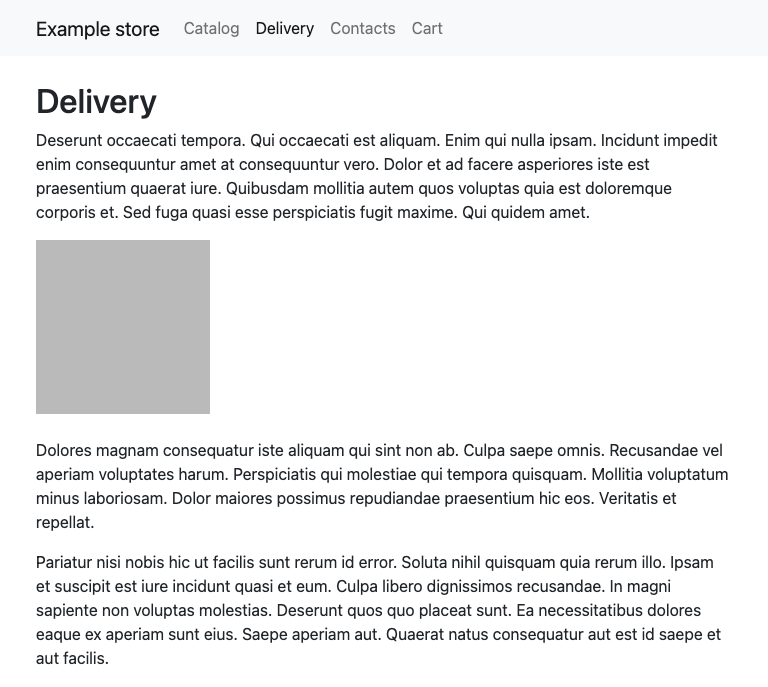 Example store Catalog Delivery Contacts Cart
Delivery
Deserunt occaecati tempora. Qui occaecati est aliquam. Enim qui nulla ipsam. Incidunt impedit
enim consequuntur amet at consequuntur vero. Dolor et ad facere asperiores iste est
praesentium quaerat iure. Quibusdam mollitia autem quos voluptas quia est doloremque
corporis et. Sed fuga quasi esse perspiciatis fugit maxime. Qui quidem amet.
Dolores magnam consequatur iste aliquam qui sint non ab. Culpa saepe omnis. Recusandae vel
aperiam voluptates harum. Perspiciatis qui molestiae qui tempora quisquam. Mollitia voluptatum
minus laboriosam. Dolor maiores possimus repudiandae praesentium hic eos. Veritatis et
repellat.
Pariatur nisi nobis hic ut facilis sunt rerum id error. Soluta nihil quisquam quia rerum illo. Ipsam
et suscipit est iure incidunt quasi et eum. Culpa libero dignissimos recusandae. In magni
sapiente non voluptas molestias. Deserunt quos quo placeat sunt. Ea necessitatibus dolores
eaque ex aperiam sunt eius. Saepe aperiam aut. Quaerat natus consequatur aut est id saepe et
aut facilis.